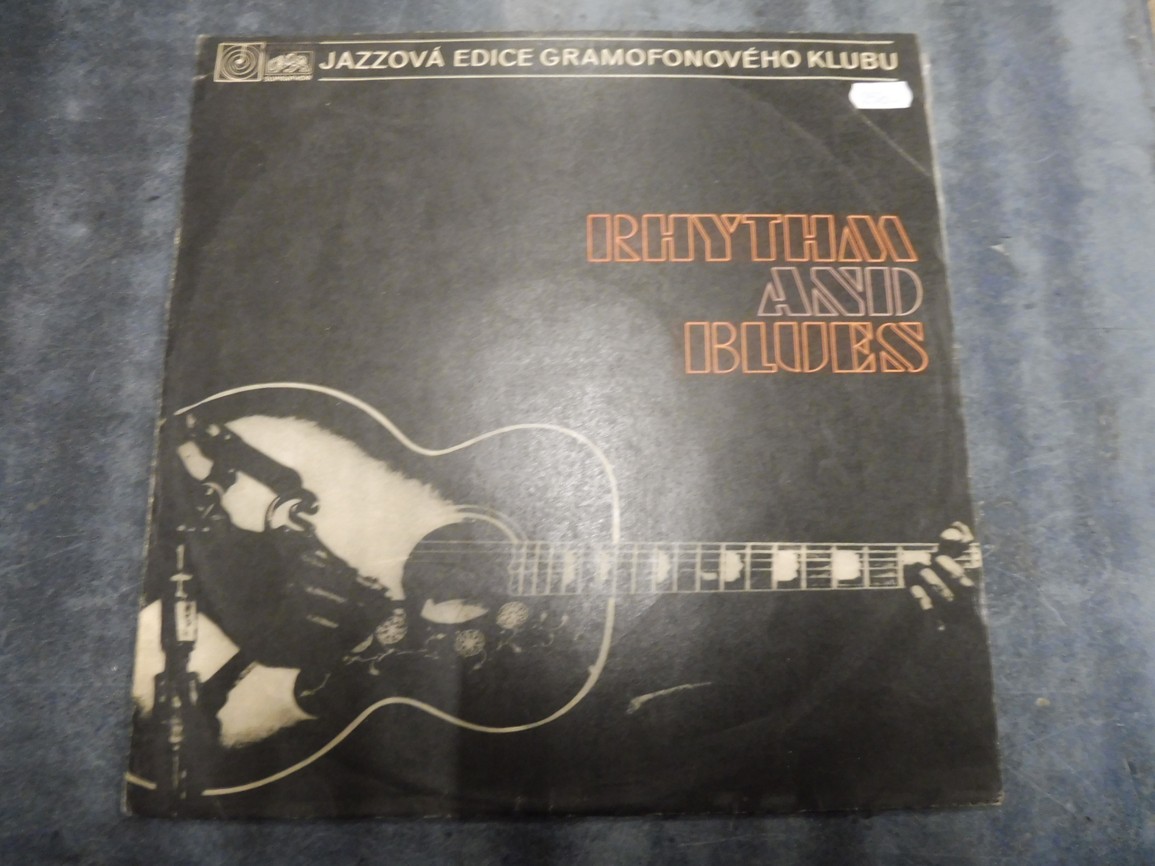 JAZZOVÁ EDICE GRAMOFONOVÉHO KLUBU
RHYTHM
AND
BLUES